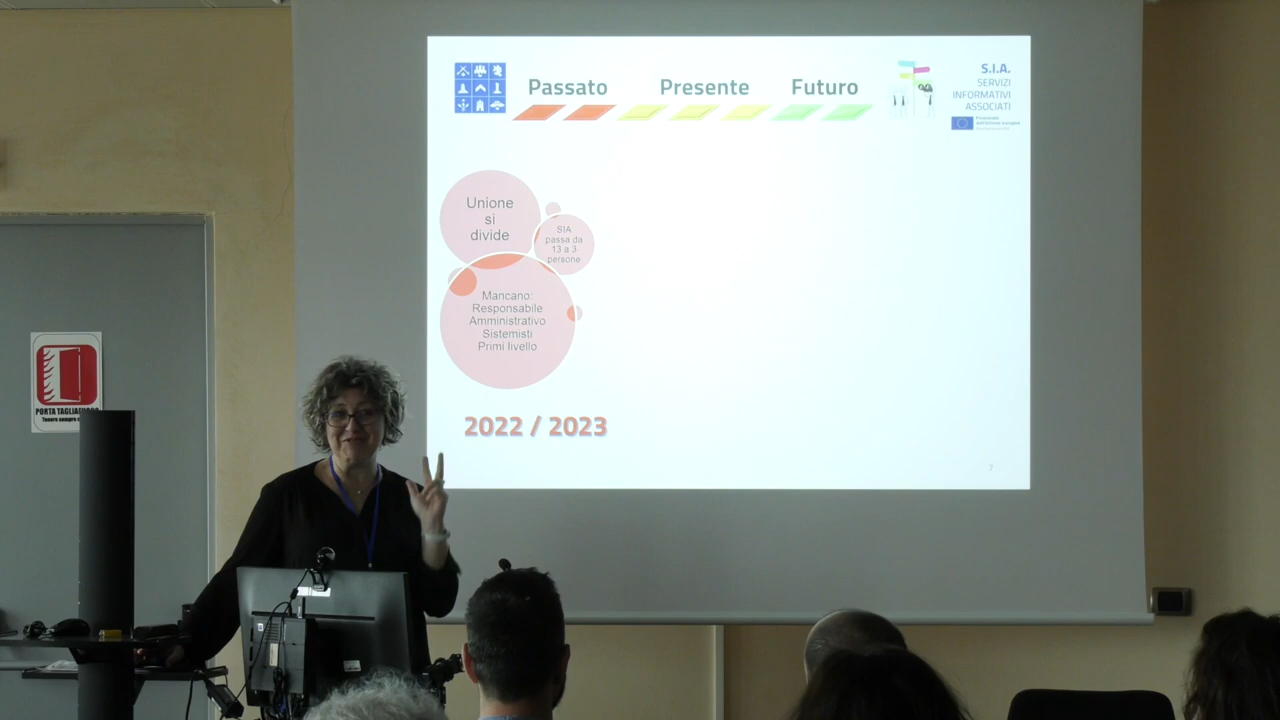 Passato Presente Futuro
S.I.A.
SERVIZI
INFORMATIVI
ASSOCIATI
Unione
si
divide
SIA
passa da
13 a 3
persone
Mancano:
Responsabile
Amministrativo
Sistemisti
Primi livello
2022 / 2023
7
PORTA TAGLIAFUOCO